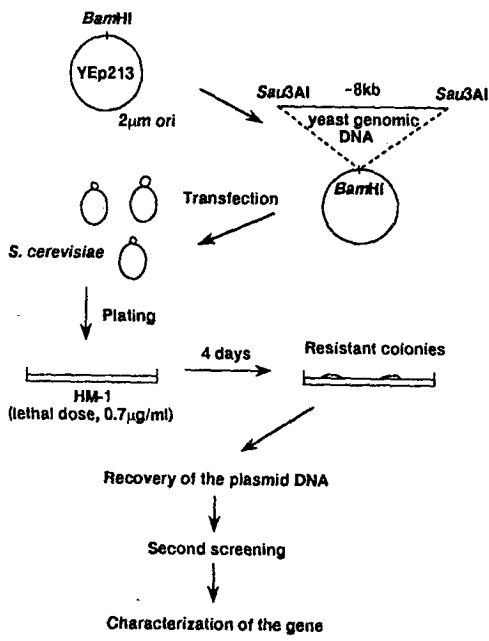 BamHI
YEp213
2μm ori
Sau3AI ~8kb Sau3AI
yeast genomic
DNA
BamHI
Transfection
S. cerevisiae
Plating
4 days
Resistant colonies
HM-1
(lethal dose, 0.7μg/ml)
Recovery of the plasmid DNA
Second screening
Characterization of the gene